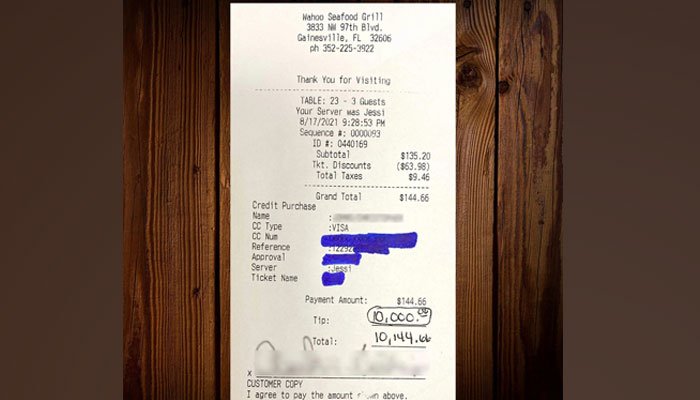 Wahoo Seafood Grill
3833 NW 97th Blvd.
Gainesville, FL 32606
ph 352-225-3922
Thank You for Visiting
TABLE: 23 - 3 Guests
Your Server was Jessi
8/17/2021 9:28:53 PM
Sequence #: 0000093
ID #: 0440169
Subtotal $135.20
Tkt. Discounts ($63.98)
Total Taxes $9.46
Grand Total $144.66
Credit Purchase
Name :
CC Type :VISA
CC Num
Reference :12292
Approval
Server :Jessi
Ticket Name
Payment Amount: $144.66
Tip: 10,000.00
Total: 10,144.66
x
CUSTOMER COPY
I agree to pay the amount shown above.